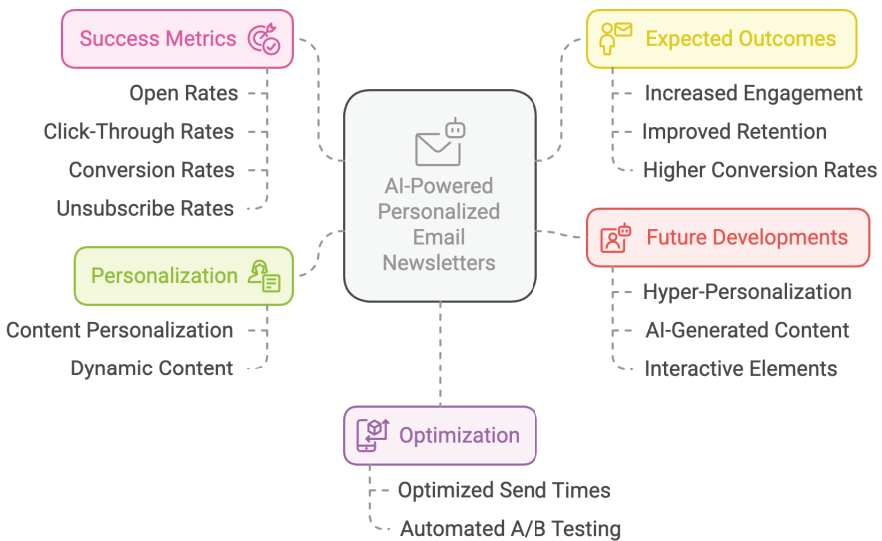 Success Metrics
Open Rates
Click-Through Rates
Conversion Rates
Unsubscribe Rates
Personalization
Content Personalization
Dynamic Content
AI-Powered
Personalized
Email
Newsletters
Expected Outcomes
Increased Engagement
Improved Retention
Higher Conversion Rates
Future Developments
Hyper-Personalization
AI-Generated Content
Interactive Elements
Optimization
Optimized Send Times
Automated A/B Testing